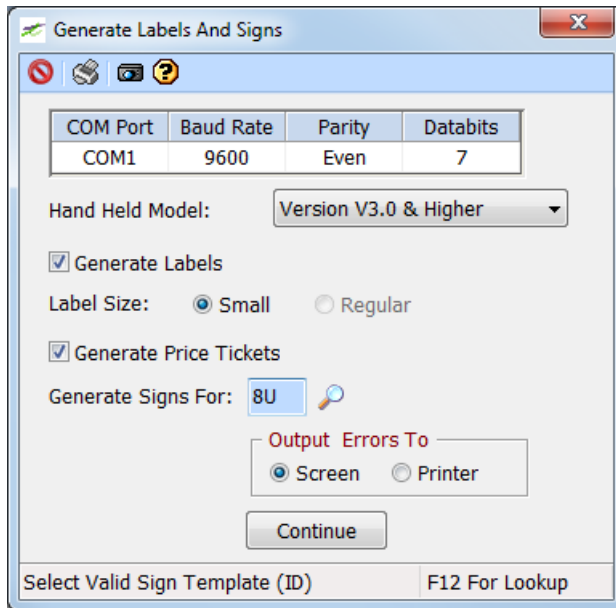 Generate Labels And Signs
COM Port Baud Rate Parity Databits
COM1 9600 Even 7
Hand Held Model: Version V3.0 & Higher
Generate Labels
Label Size: Small Regular
Generate Price Tickets
Generate Signs For: 8U
Output Errors To
Screen Printer
Continue
Select Valid Sign Template (ID) F12 For Lookup